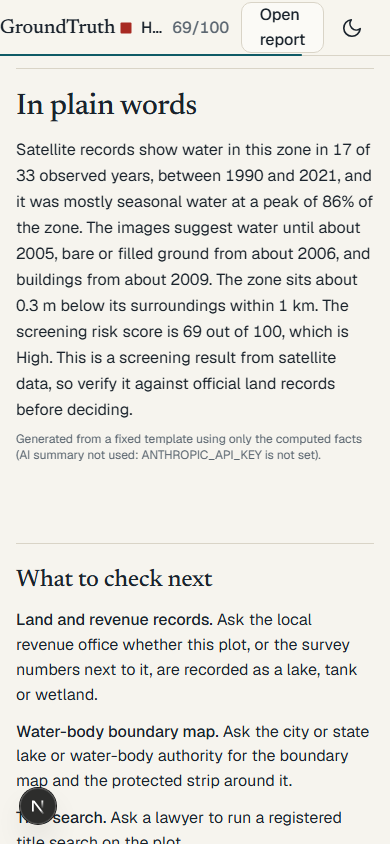 GroundTruth H... 69/100 Open report
In plain words
Satellite records show water in this zone in 17 of
33 observed years, between 1990 and 2021, and
it was mostly seasonal water at a peak of 86% of
the zone. The images suggest water until about
2005, bare or filled ground from about 2006, and
buildings from about 2009. The zone sits about
0.3 m below its surroundings within 1 km. The
screening risk score is 69 out of 100, which is
High. This is a screening result from satellite
data, so verify it against official land records
before deciding.
Generated from a fixed template using only the computed facts
(AI summary not used: ANTHROPIC_API_KEY is not set).
What to check next
Land and revenue records. Ask the local
revenue office whether this plot, or the survey
numbers next to it, are recorded as a lake, tank
or wetland.
Water-body boundary map. Ask the city or state
lake or water-body authority for the boundary
map and the protected strip around it.
N
search. Ask a lawyer to run a registered
title search on the plot